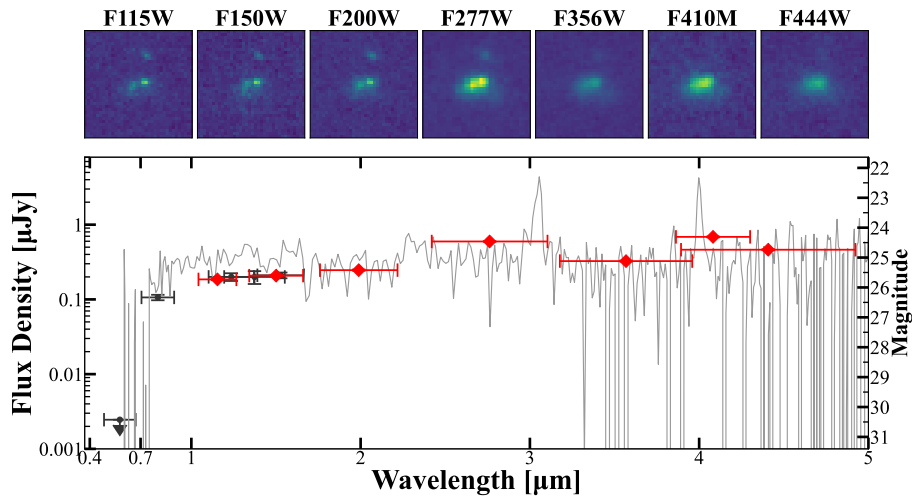 F115W F150W F200W F277W F356W F410M F444W
Flux Density [μJy]
1
0.1
0.01
0.001
0.4 0.7 1 2 3 4 5
Wavelength [μm]
22
23
24
25
26
27
28
29
30
31
Magnitude